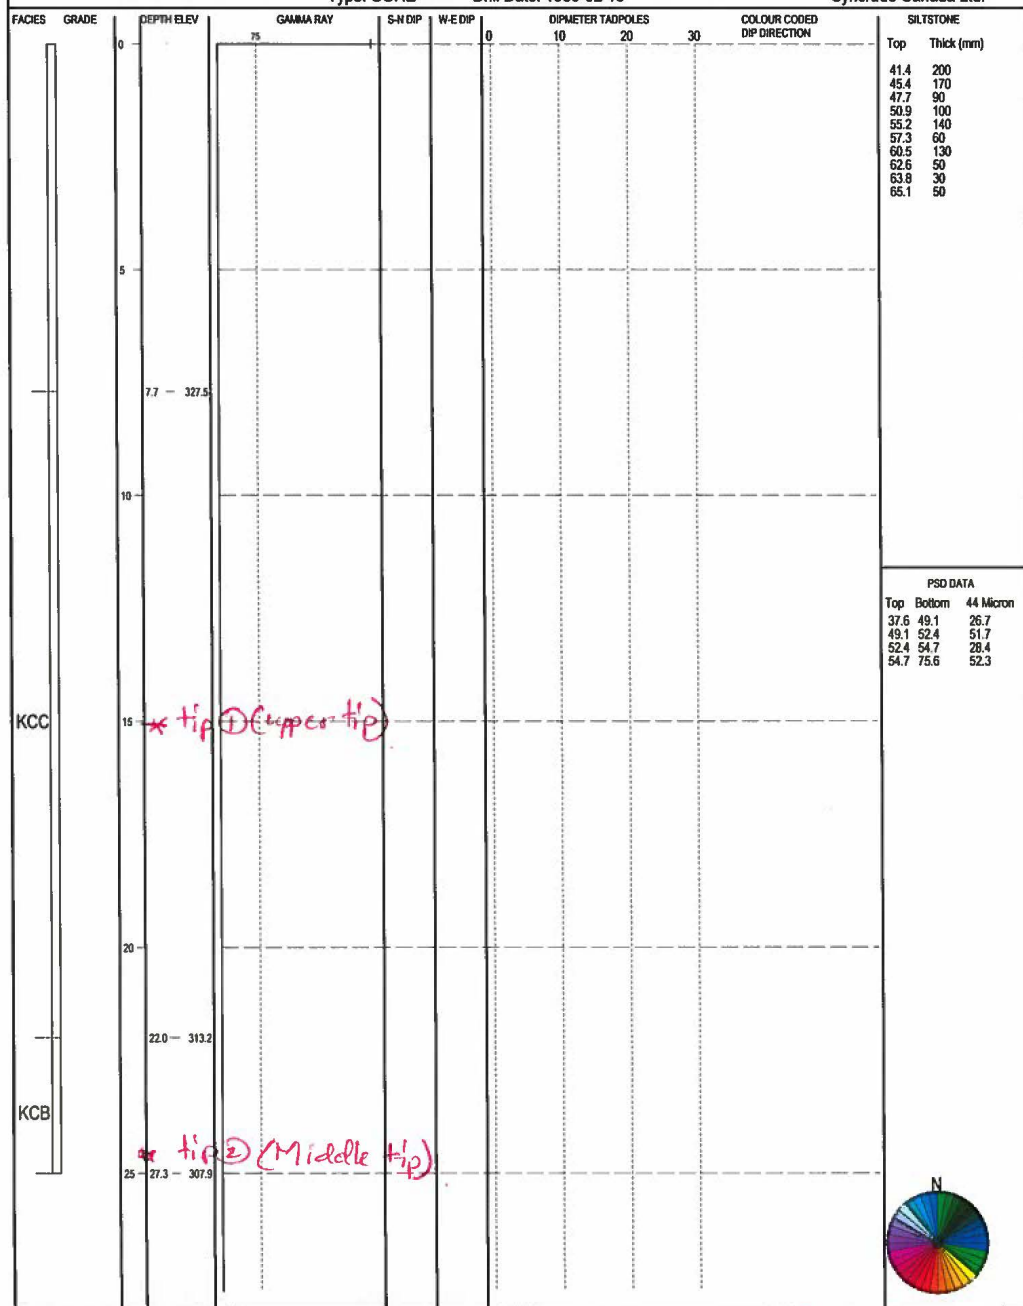 FACIES GRADE DEPTH ELEV GAMMA RAY S-N DIP W-E DIP DIPMETER TADPOLES COLOUR CODED DIP DIRECTION SILTSTONE
75 0 10 20 30
Top Thick (mm)
0
41.4 200
45.4 170
47.7 90
50.9 100
55.2 140
57.3 60
60.5 130
62.6 50
63.8 30
65.1 50
5
7.7 — 327.5
10
PSD DATA
Top Bottom 44 Micron
37.6 49.1 26.7
49.1 52.4 51.7
52.4 54.7 28.4
54.7 75.6 52.3
KCC
15 * tip ① (upper tip)
20
22.0 — 313.2
KCB
* tip ② (Middle tip)
25 27.3 — 307.9
N